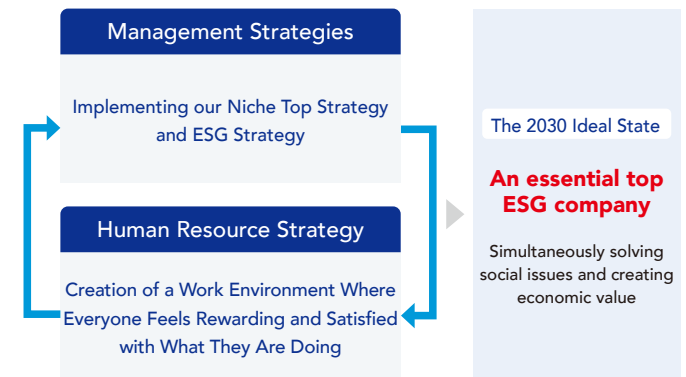 Management Strategies
Implementing our Niche Top Strategy
and ESG Strategy
Human Resource Strategy
Creation of a Work Environment Where
Everyone Feels Rewarding and Satisfied
with What They Are Doing
The 2030 Ideal State
An essential top
ESG company
Simultaneously solving
social issues and creating
economic value